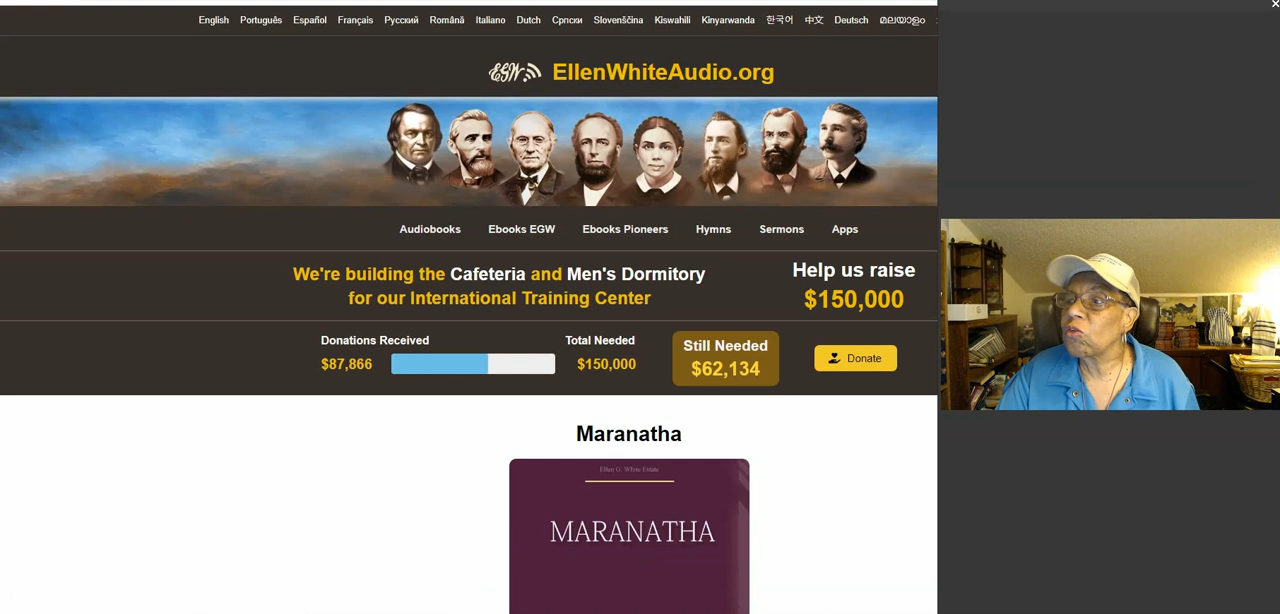 English Português Español Français Русский Română Italiano Dutch Српски Slovenščina Kiswahili Kinyarwanda 한국어 中文 Deutsch മലയാളം
EGW EllenWhiteAudio.org
Audiobooks Ebooks EGW Ebooks Pioneers Hymns Sermons Apps
We're building the Cafeteria and Men's Dormitory
for our International Training Center
Help us raise
$150,000
Donations Received
$87,866
Total Needed
$150,000
Still Needed
$62,134
Donate
Maranatha
Ellen G. White Estate
MARANATHA